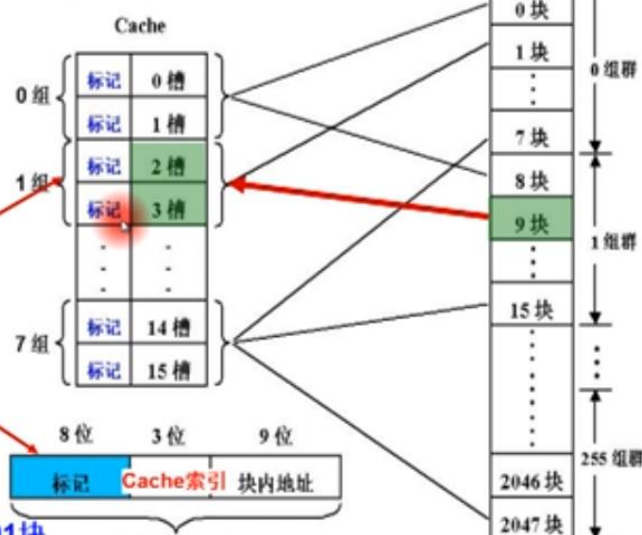 Cache
0组
标记 0槽
标记 1槽
1组
标记 2槽
标记 3槽
7组
标记 14槽
标记 15槽
0块
1块
7块
8块
9块
15块
2046块
2047块
0组群
1组群
255组群
8位 3位 9位
标记 Cache索引 块内地址
1块